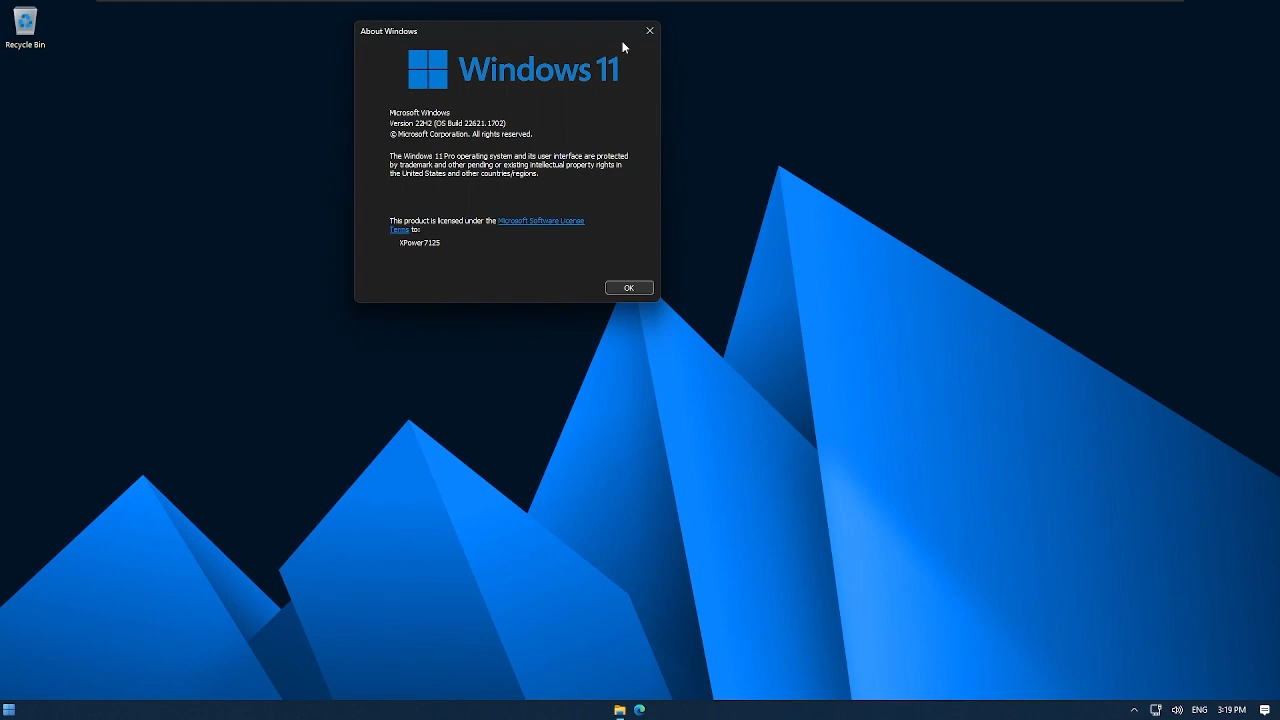 Recycle Bin
About Windows
Windows 11
Microsoft Windows
Version 22H2 (OS Build 22621.1702)
© Microsoft Corporation. All rights reserved.
The Windows 11 Pro operating system and its user interface are protected
by trademark and other pending or existing intellectual property rights in
the United States and other countries/regions.
This product is licensed under the Microsoft Software License
Terms to:
XPower7125
OK
ENG 3:19 PM